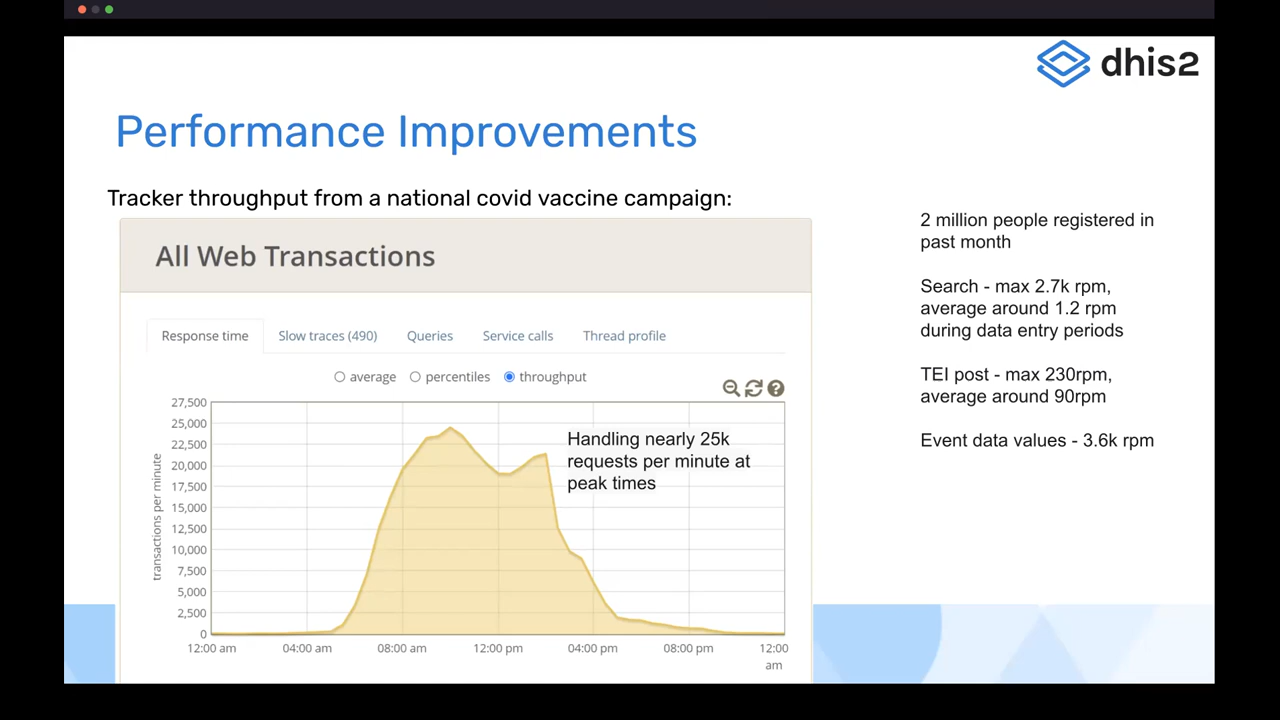 dhis2
Performance Improvements
Tracker throughput from a national covid vaccine campaign:
All Web Transactions
Response time
Slow traces (490)
Queries
Service calls
Thread profile
average
percentiles
throughput
?
27,500
25,000
22,500
20,000
17,500
15,000
12,500
10,000
7,500
5,000
2,500
0
transactions per minute
Handling nearly 25k
requests per minute at
peak times
12:00 am
04:00 am
08:00 am
12:00 pm
04:00 pm
08:00 pm
12:00
am
2 million people registered in
past month
Search - max 2.7k rpm,
average around 1.2 rpm
during data entry periods
TEI post - max 230rpm,
average around 90rpm
Event data values - 3.6k rpm